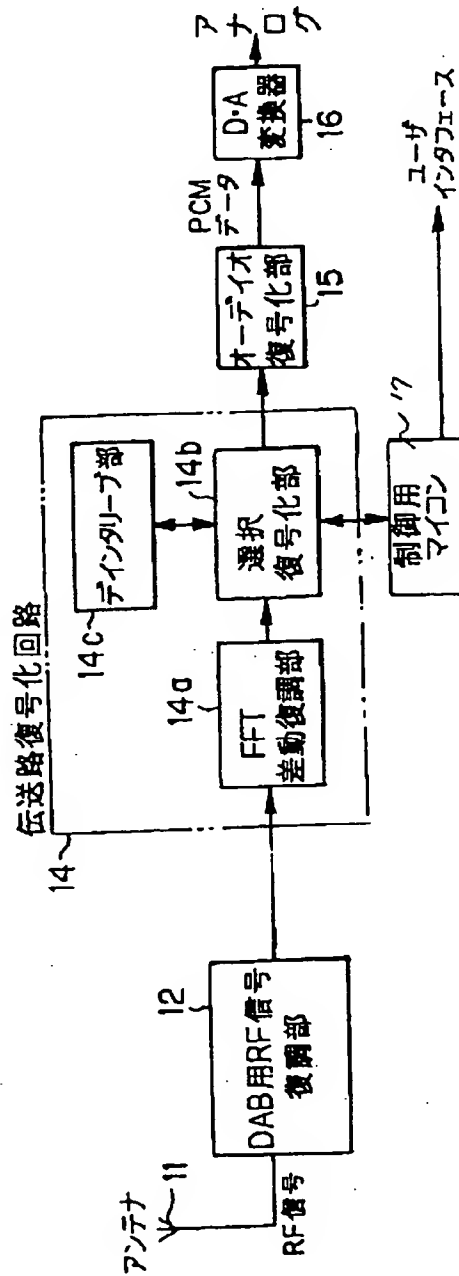 アンテナ
11
RF信号
12
DAB用RF信号
復調部
伝送路復号化回路
14
14a
FFT
差動復調部
14c
デインタリーブ部
14b
選択
復号化部
オーディオ
復号化部
15
PCM
データ
D・A
変換器
16
アナログ
制御用
マイコン
17
ユーザ
インタフェース